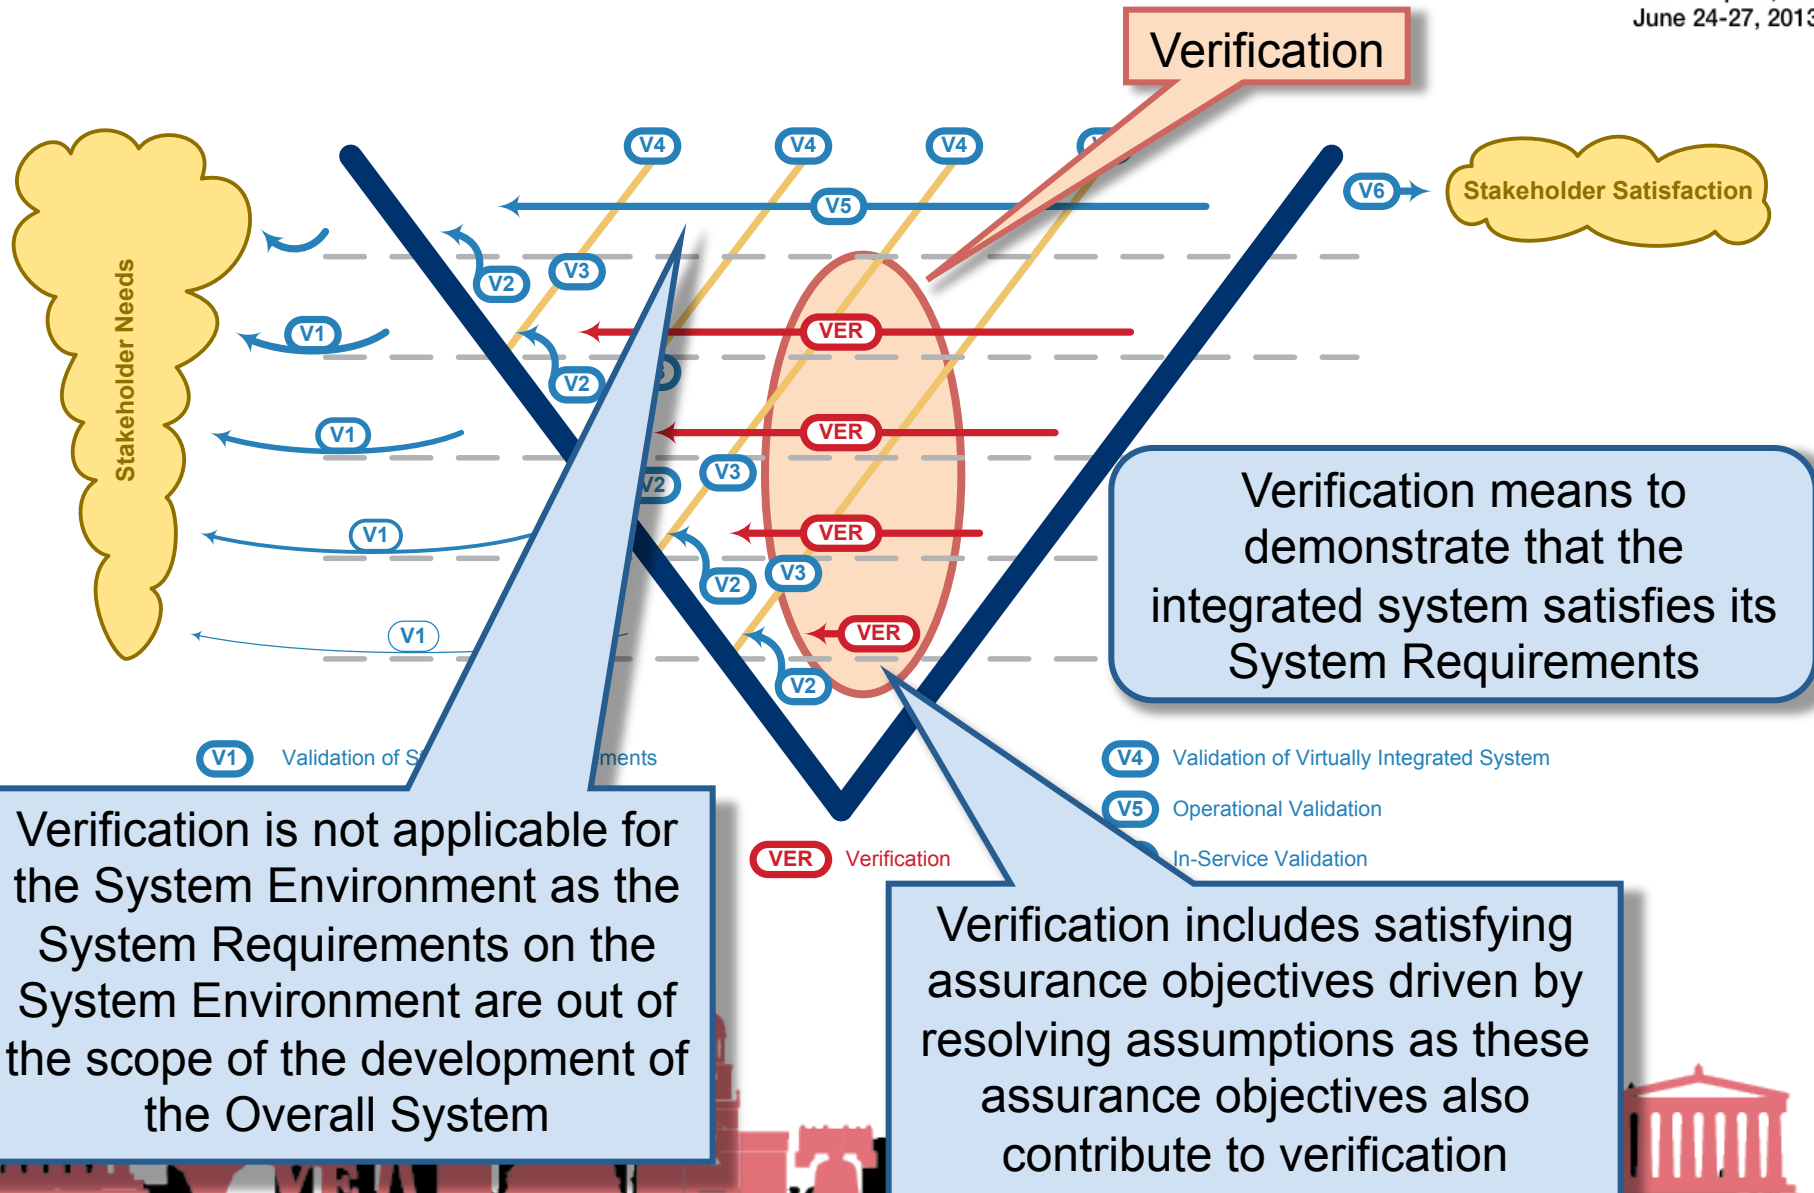 June 24-27, 2013
Verification
V4
V4
V4
V5
V6
Stakeholder Satisfaction
Stakeholder Needs
V2
V3
V1
VER
V2
V1
VER
V2
V3
V1
VER
V2
V3
V1
VER
V2
Verification means to
demonstrate that the
integrated system satisfies its
System Requirements
V1 Validation of
ments
V4 Validation of Virtually Integrated System
V5 Operational Validation
VER Verification
In-Service Validation
Verification is not applicable for
the System Environment as the
System Requirements on the
System Environment are out of
the scope of the development of
the Overall System
Verification includes satisfying
assurance objectives driven by
resolving assumptions as these
assurance objectives also
contribute to verification